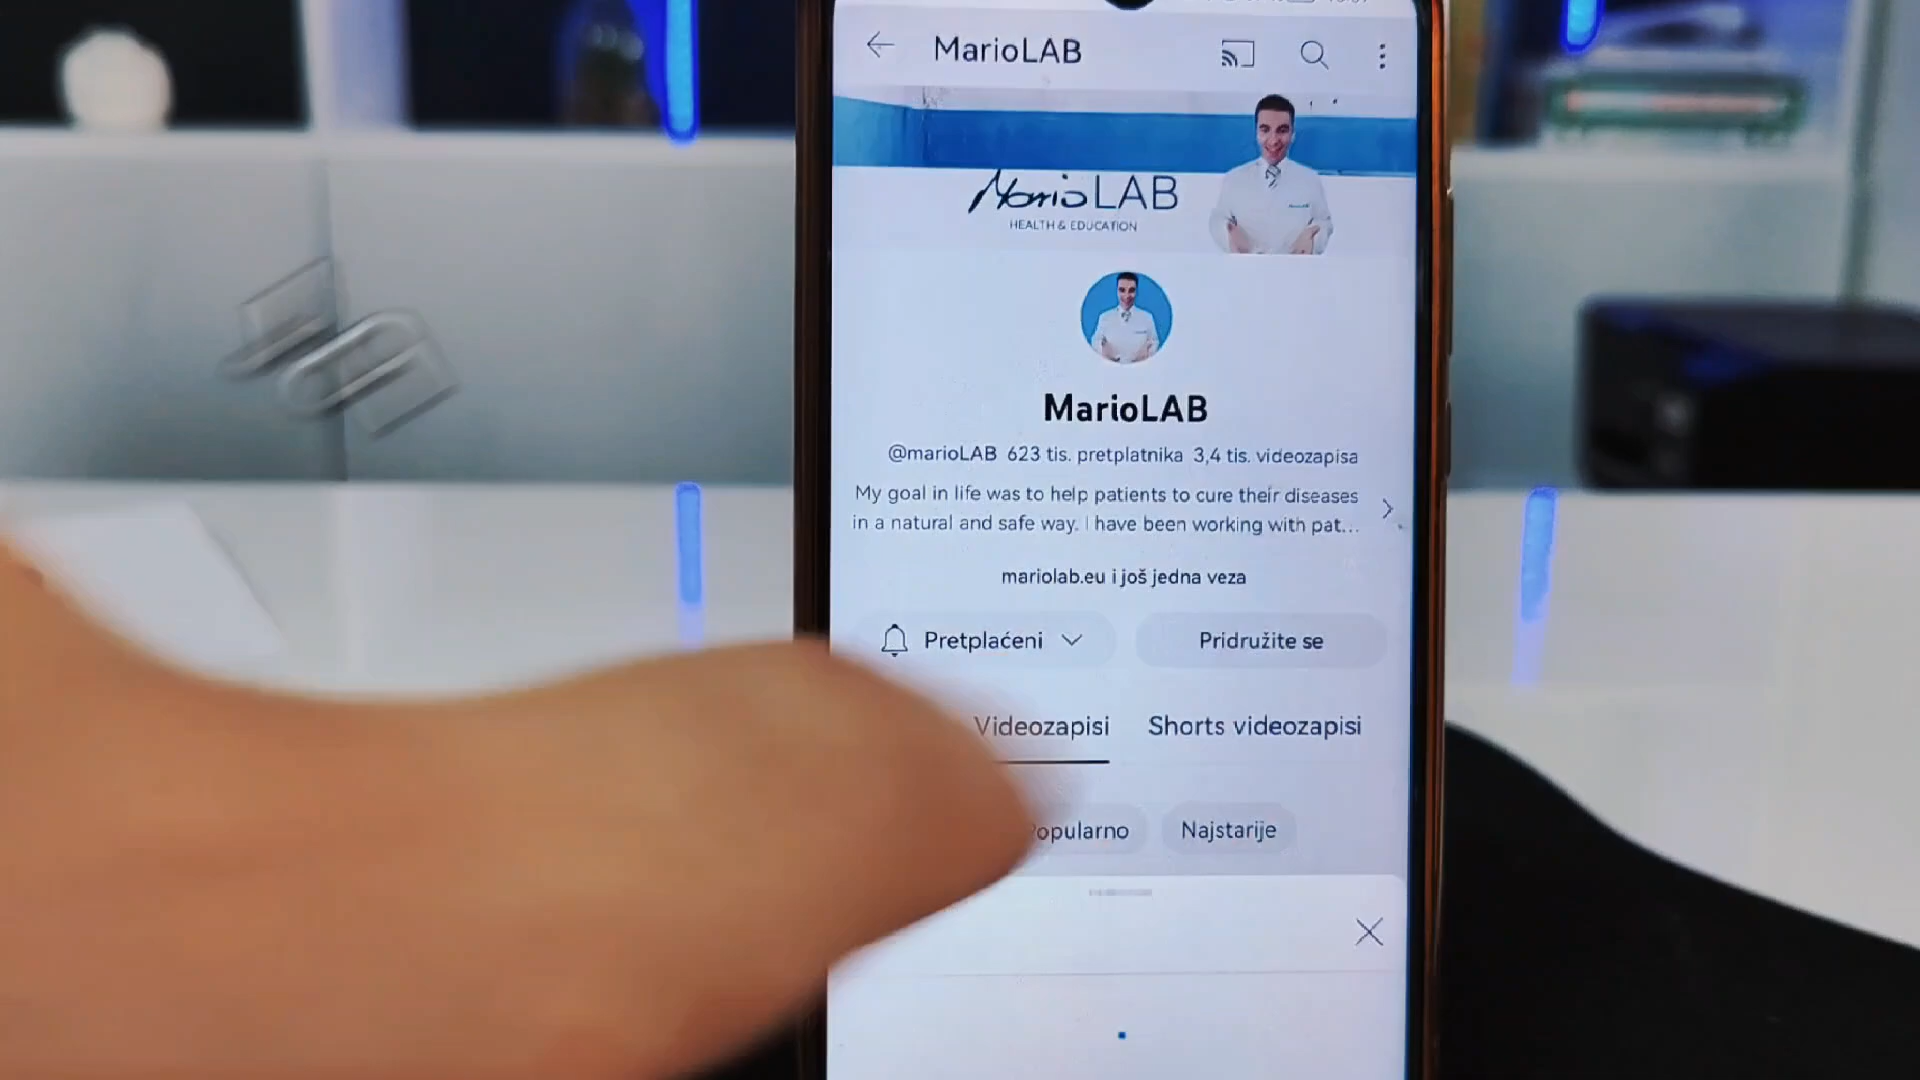 MarioLAB
Mario LAB
HEALTH & EDUCATION
MarioLAB
@marioLAB 623 tis. pretplatnika 3,4 tis. videozapisa
My goal in life was to help patients to cure their diseases
in a natural and safe way. I have been working with pat...
mariolab.eu i još jedna veza
Pretplaćeni Pridružite se
Videozapisi Shorts videozapisi
opularno Najstarije